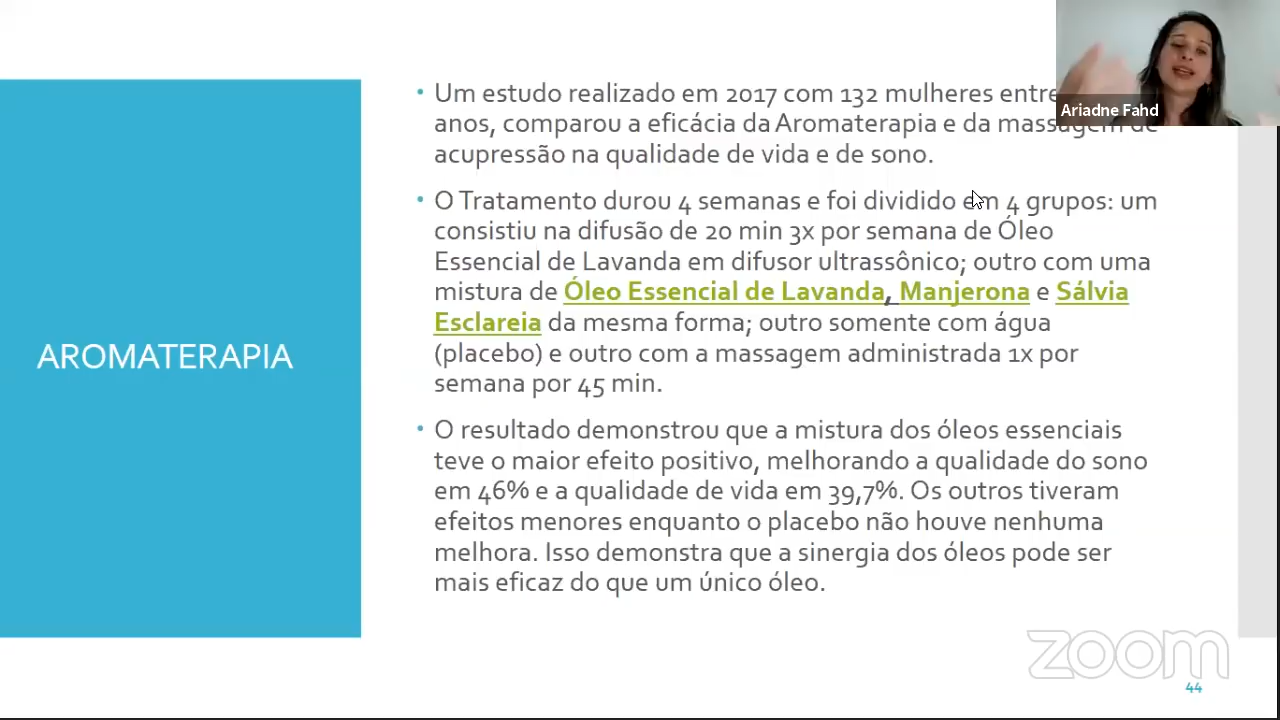 Ariadne Fahd
AROMATERAPIA
• Um estudo realizado em 2017 com 132 mulheres entre
anos, comparou a eficácia da Aromaterapia e da massagem de
acupressão na qualidade de vida e de sono.
• O Tratamento durou 4 semanas e foi dividido em 4 grupos: um
consistiu na difusão de 20 min 3x por semana de Óleo
Essencial de Lavanda em difusor ultrassônico; outro com uma
mistura de Óleo Essencial de Lavanda, Manjerona e Sálvia
Esclareia da mesma forma; outro somente com água
(placebo) e outro com a massagem administrada 1x por
semana por 45 min.
• O resultado demonstrou que a mistura dos óleos essenciais
teve o maior efeito positivo, melhorando a qualidade do sono
em 46% e a qualidade de vida em 39,7%. Os outros tiveram
efeitos menores enquanto o placebo não houve nenhuma
melhora. Isso demonstra que a sinergia dos óleos pode ser
mais eficaz do que um único óleo.
zoom
44